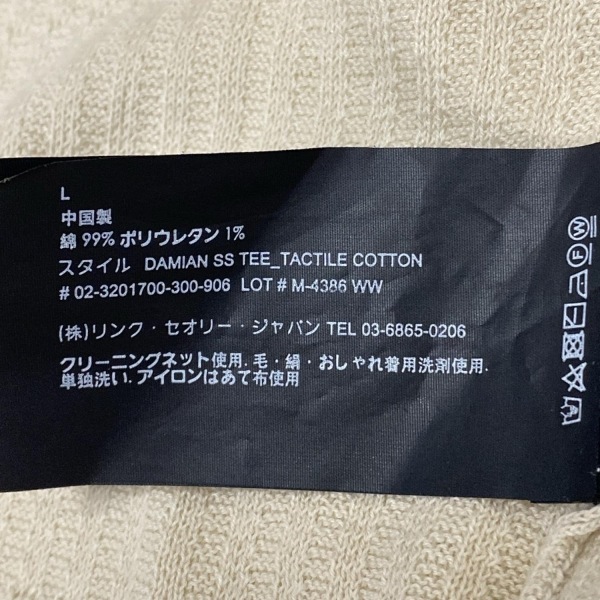 L
中国製
綿 99% ポリウレタン 1%
スタイル DAMIAN SS TEE_TACTILE COTTON
# 02-3201700-300-906 LOT # M-4386 WW
(株)リンク・セオリー・ジャパン TEL 03-6865-0206
クリーニングネット使用. 毛・絹・おしゃれ着用洗剤使用.
単独洗い. アイロンはあて布使用
W
F